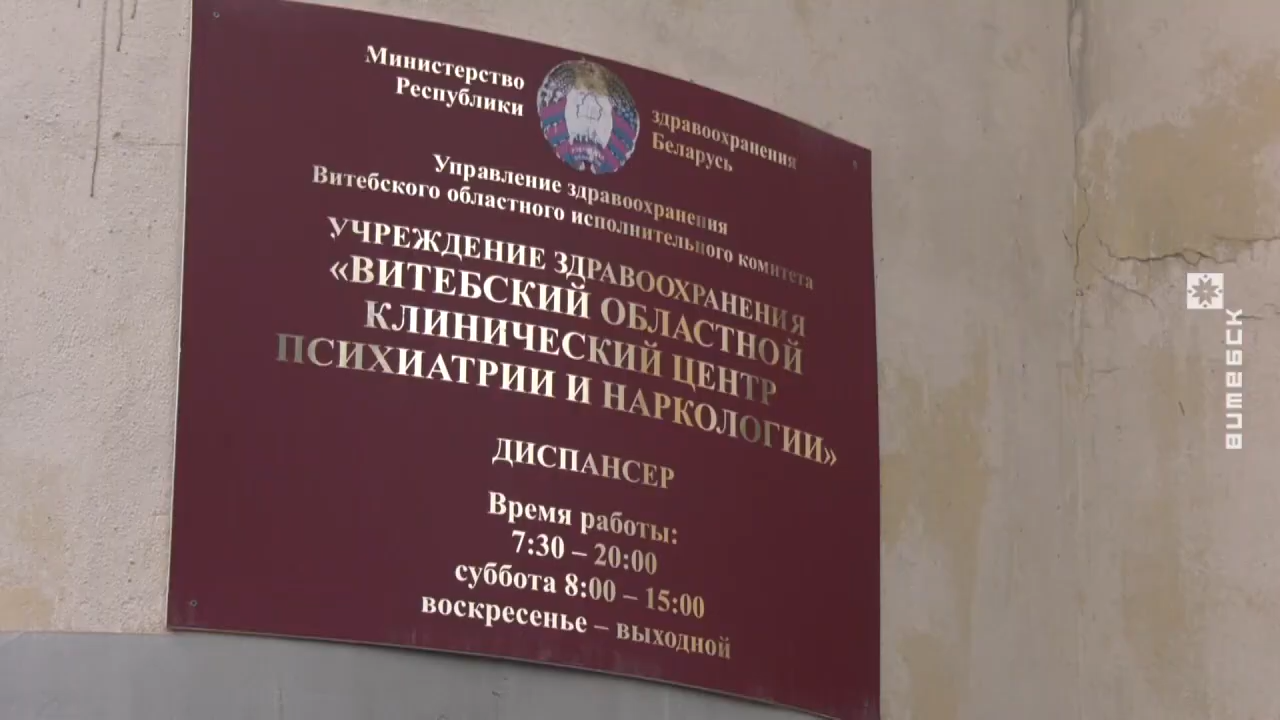 Министерство здравоохранения
Республики Беларусь
Управление здравоохранения
Витебского областного исполнительного комитета
УЧРЕЖДЕНИЕ ЗДРАВООХРАНЕНИЯ
«ВИТЕБСКИЙ ОБЛАСТНОЙ
КЛИНИЧЕСКИЙ ЦЕНТР
ПСИХИАТРИИ И НАРКОЛОГИИ»
ДИСПАНСЕР
Время работы:
7:30 – 20:00
суббота 8:00 – 15:00
воскресенье – выходной
витебск